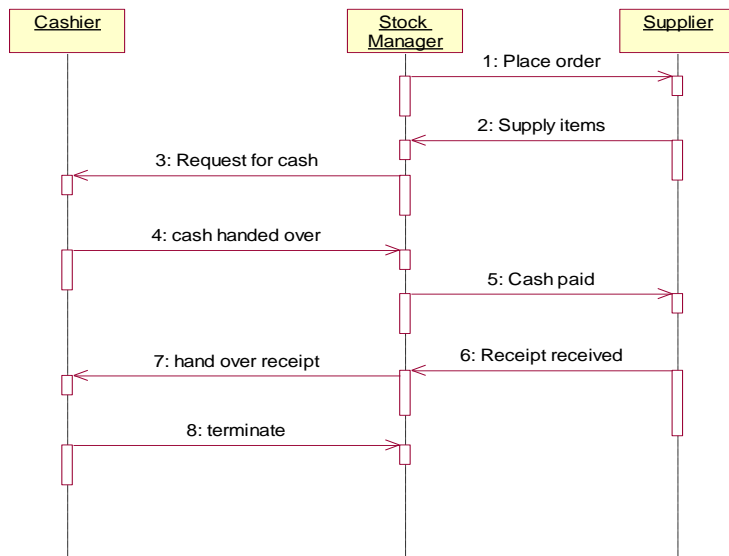 Cashier
Stock
Manager
Supplier
1: Place order
2: Supply items
3: Request for cash
4: cash handed over
5: Cash paid
6: Receipt received
7: hand over receipt
8: terminate